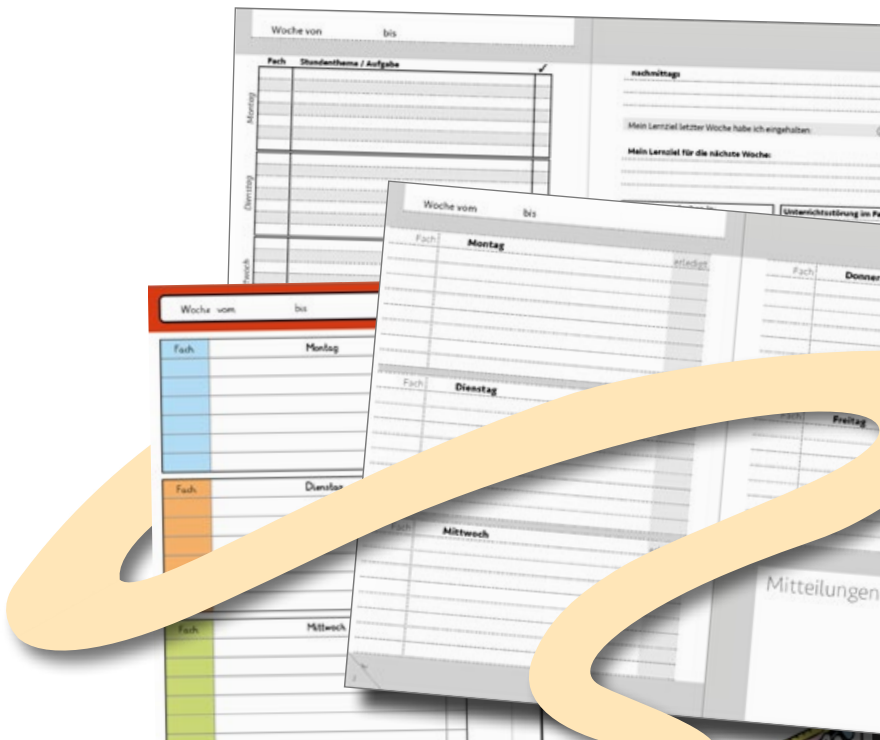 Woche von bis
Fach Stundenthema / Aufgabe ✓
Montag
Dienstag
nachmittags
Mein Lernziel letzter Woche habe ich eingehalten:
Mein Lernziel für die nächste Woche:
Unterrichtsstörung im
Woche vom bis
Fach Montag erledigt
Fach Dienstag
Fach Mittwoch
Fach
Fach Freitag
Mitteilungen
Woche vom bis
Fach Montag
Fach Dienstag
Fach Mittwoch